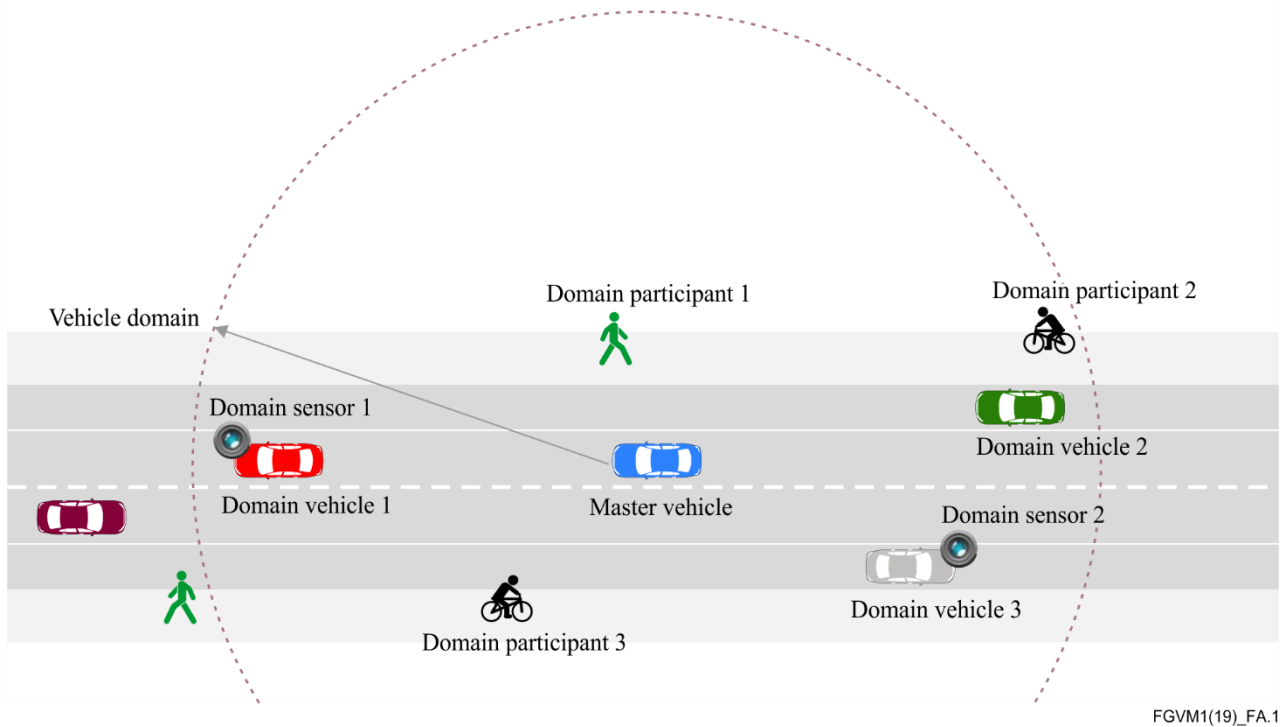 Domain participant 1
Domain participant 2
Vehicle domain
Domain sensor 1
Domain vehicle 2
Domain vehicle 1
Master vehicle
Domain sensor 2
Domain vehicle 3
Domain participant 3
FGVM1(19)_FA.1